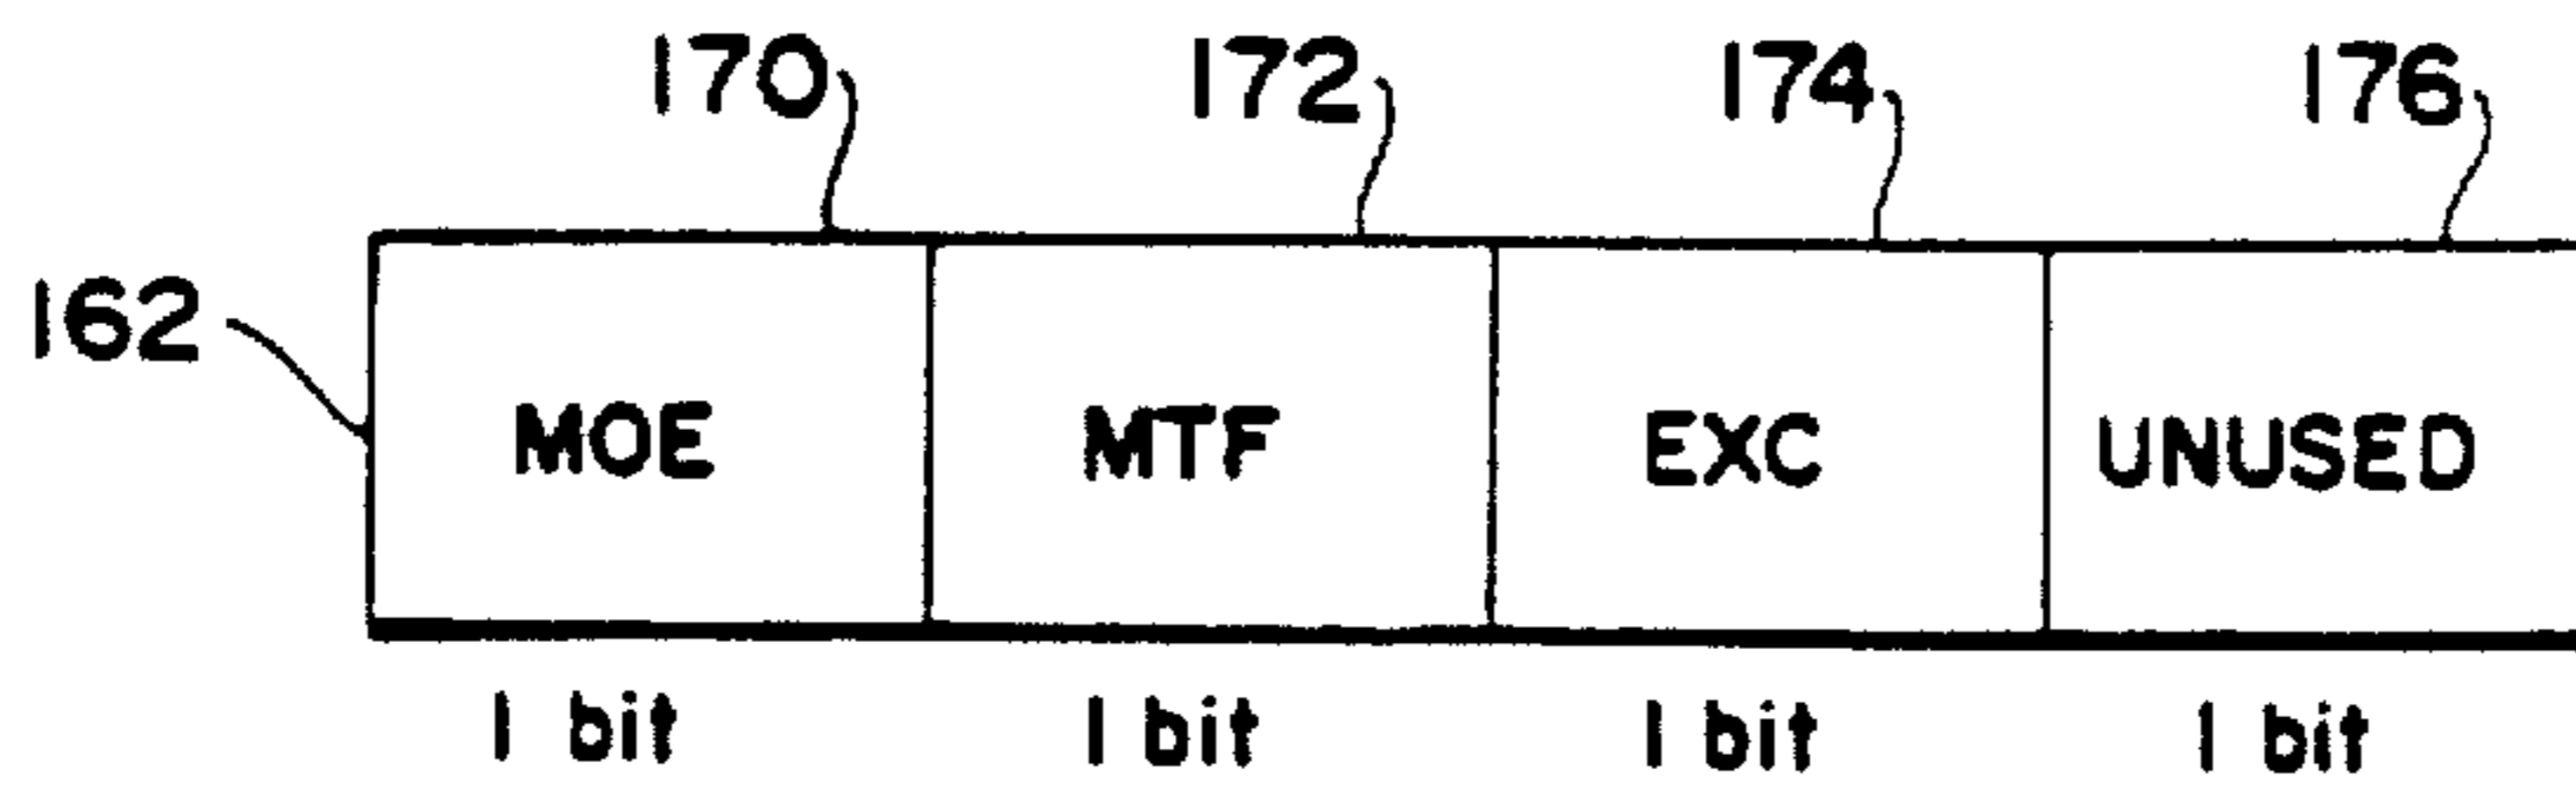 170 172 174 176
162
MOE MTF EXC UNUSED
1 bit 1 bit 1 bit 1 bit